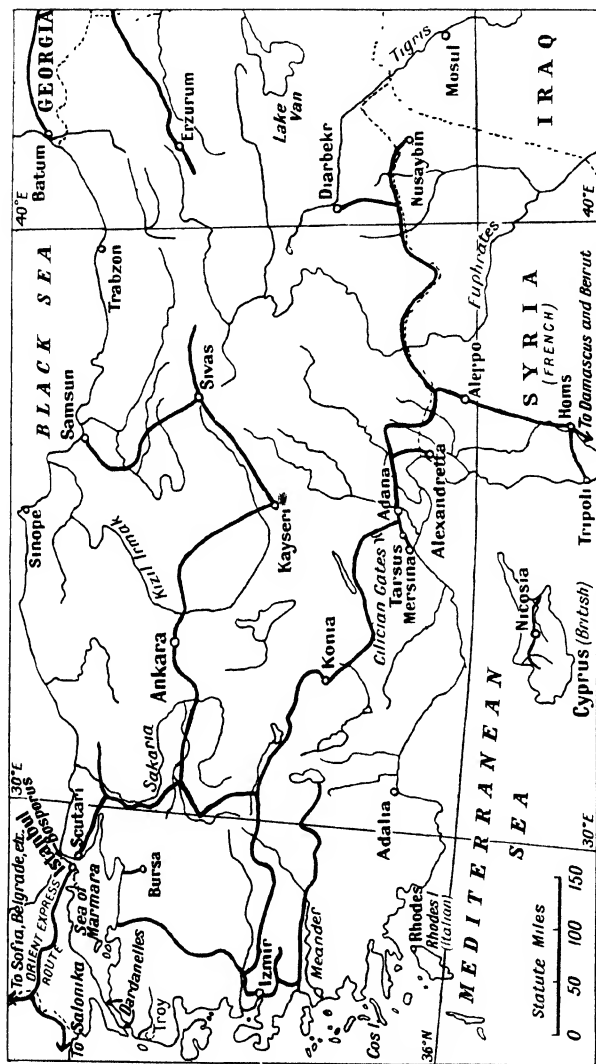 To Sofia, Belgrade, etc.
ORIENT EXPRESS
ROUTE
To Salonika
Istanbul
Bosporus
Scutari
Sea of
Marmara
Dardanelles
Troy
Bursa
30°E
Sakaria
BLACK SEA
Sinope
Samsun
Trabzon
40°E
Batum
GEORGIA
Kizil Irmak
Ankara
Sivas
Erzurum
Kayseri
Lake
Van
Izmir
Meander
Konia
Cilician Gates
Adana
Tarsus
Mersina
Alexandretta
Diarbekr
Tigris
Nusaybin
Mosul
Cos I.
Adalia
Rhodes
Rhodes I
(Italian)
36°N
MEDITERRANEAN
SEA
Aleppo
Euphrates
SYRIA
(FRENCH)
IRAQ
Nicosia
Cyprus (British)
Homs
Tripoli
To Damascus and Beirut
Statute Miles
0 50 100 150
30°E
40°E